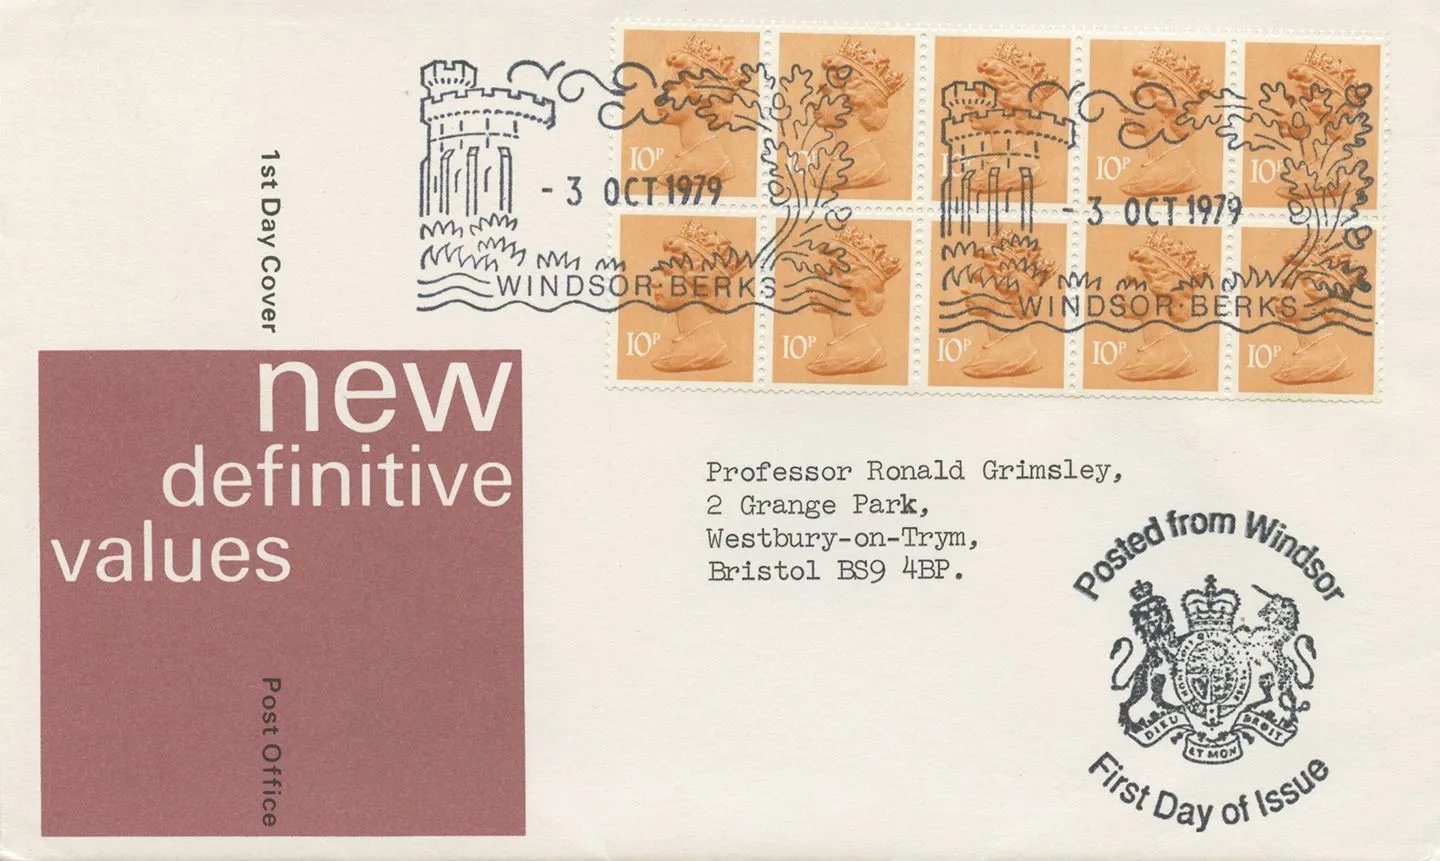 1st Day Cover
new
definitive
values
Post Office
10P
10P
10P
10P
10P
10P
10P
10P
10P
-3 OCT 1979
WINDSOR·BERKS
-3 OCT 1979
WINDSOR·BERKS
Professor Ronald Grimsley,
2 Grange Park,
Westbury-on-Trym,
Bristol BS9 4BP.
Posted from Windsor
DIEU DROIT
ET MON
First Day of Issue